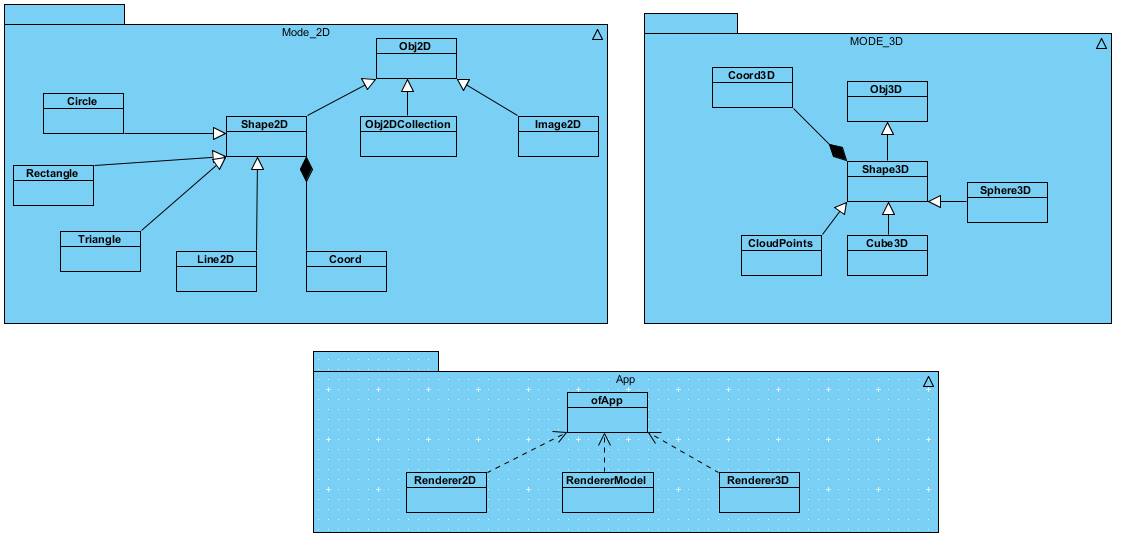 Mode_2D
Obj2D
Circle
Shape2D
Obj2DCollection
Image2D
Rectangle
Triangle
Line2D
Coord
MODE_3D
Coord3D
Obj3D
Shape3D
Sphere3D
CloudPoints
Cube3D
App
ofApp
Renderer2D
RendererModel
Renderer3D